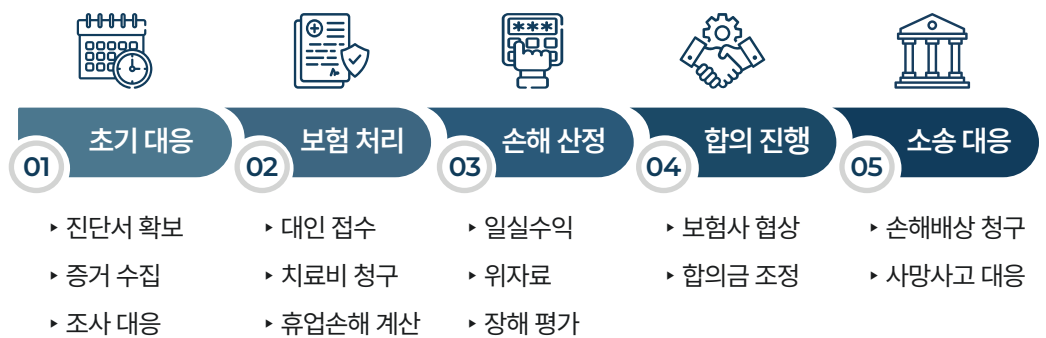 ***
01 초기 대응
▸ 진단서 확보
▸ 증거 수집
▸ 조사 대응
02 보험 처리
▸ 대인 접수
▸ 치료비 청구
▸ 휴업손해 계산
03 손해 산정
▸ 일실수익
▸ 위자료
▸ 장해 평가
04 합의 진행
▸ 보험사 협상
▸ 합의금 조정
05 소송 대응
▸ 손해배상 청구
▸ 사망사고 대응